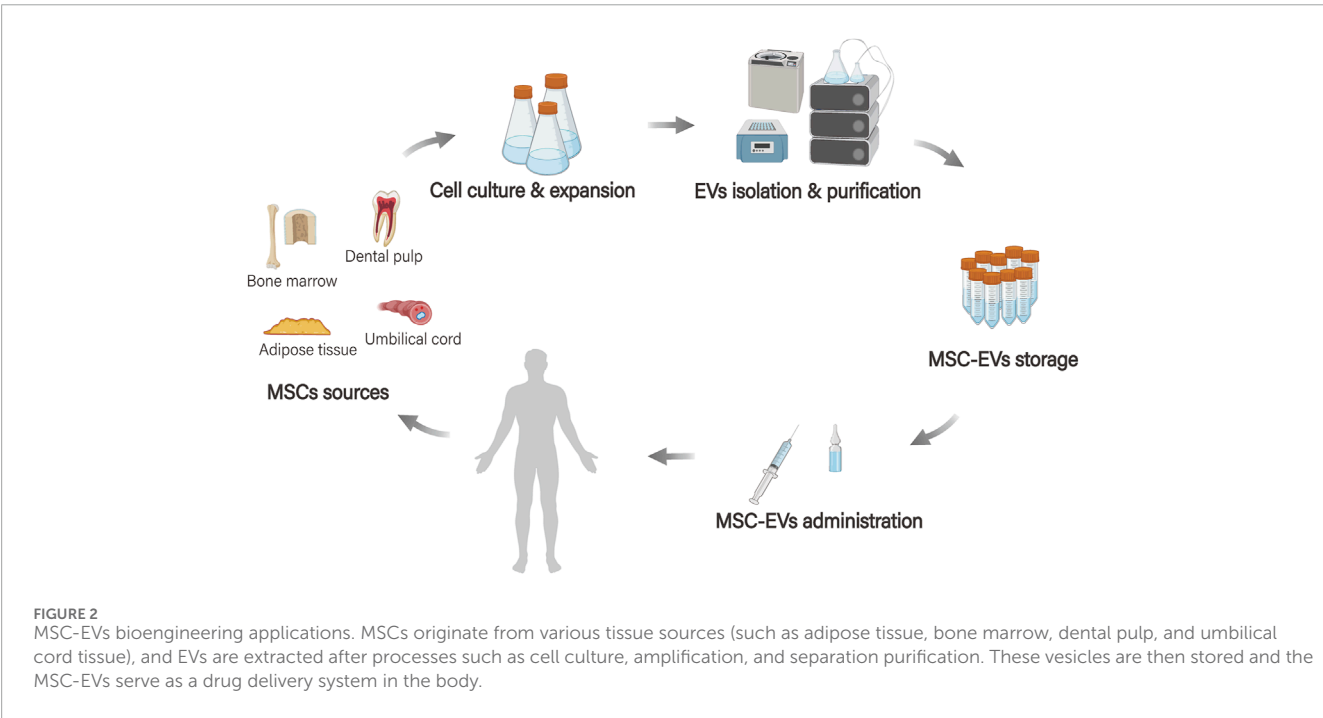 Cell culture & expansion
EVs isolation & purification
Dental pulp
Bone marrow
Umbilical cord
Adipose tissue
MSCs sources
MSC-EVs storage
MSC-EVs administration
FIGURE 2
MSC-EVs bioengineering applications. MSCs originate from various tissue sources (such as adipose tissue, bone marrow, dental pulp, and umbilical
cord tissue), and EVs are extracted after processes such as cell culture, amplification, and separation purification. These vesicles are then stored and the
MSC-EVs serve as a drug delivery system in the body.